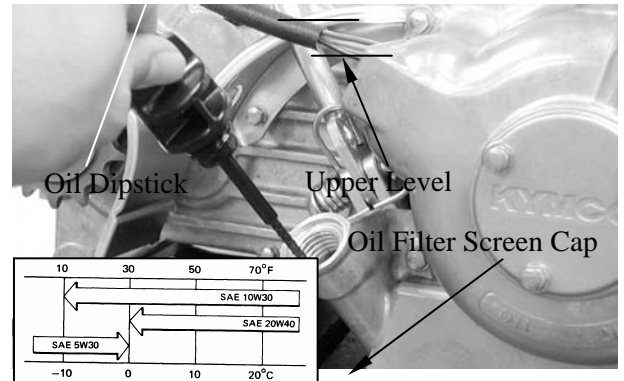 Oil Dipstick
Upper Level
KYMCO
Oil Filter Screen Cap
10 30 50 70°F
SAE 10W30
SAE 20W40
SAE 5W30
-10 0 10 20°C